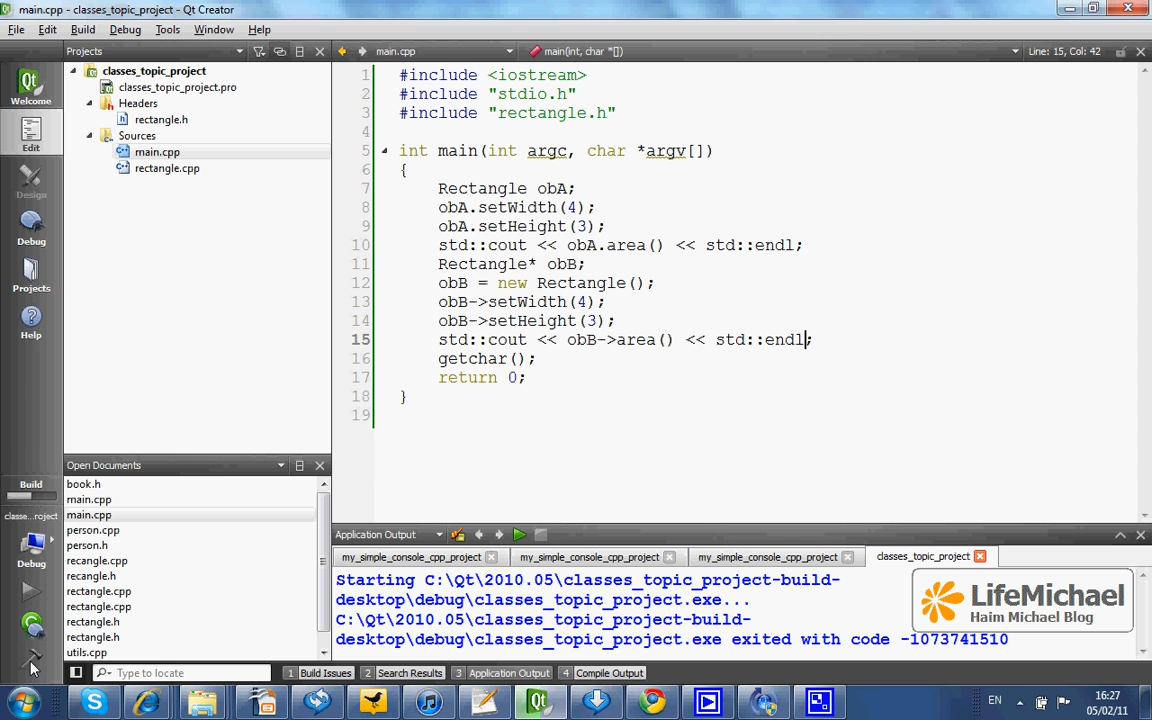 main.cpp - classes_topic_project - Qt Creator
File Edit Build Debug Tools Window Help
Projects
main.cpp
main(int, char *[])
Line: 15, Col: 42
Welcome
Edit
Design
Debug
Projects
Help
classes_topic_project
classes_topic_project.pro
Headers
rectangle.h
Sources
main.cpp
rectangle.cpp
1 #include <iostream>
2 #include "stdio.h"
3 #include "rectangle.h"
4
5 int main(int argc, char *argv[])
6 {
7 Rectangle obA;
8 obA.setWidth(4);
9 obA.setHeight(3);
10 std::cout << obA.area() << std::endl;
11 Rectangle* obB;
12 obB = new Rectangle();
13 obB->setWidth(4);
14 obB->setHeight(3);
15 std::cout << obB->area() << std::endl;
16 getchar();
17 return 0;
18 }
19
Open Documents
book.h
main.cpp
main.cpp
person.cpp
person.h
recangle.cpp
recangle.h
rectangle.cpp
rectangle.cpp
rectangle.h
rectangle.h
utils.cpp
Build
classe...roject
Debug
Application Output
my_simple_console_cpp_project
my_simple_console_cpp_project
my_simple_console_cpp_project
classes_topic_project
Starting C:\Qt\2010.05\classes_topic_project-build-
desktop\debug\classes_topic_project.exe...
C:\Qt\2010.05\classes_topic_project-build-
desktop\debug\classes_topic_project.exe exited with code -1073741510
LifeMichael
Haim Michael Blog
Type to locate
1 Build Issues
2 Search Results
3 Application Output
4 Compile Output
EN
16:27
05/02/11